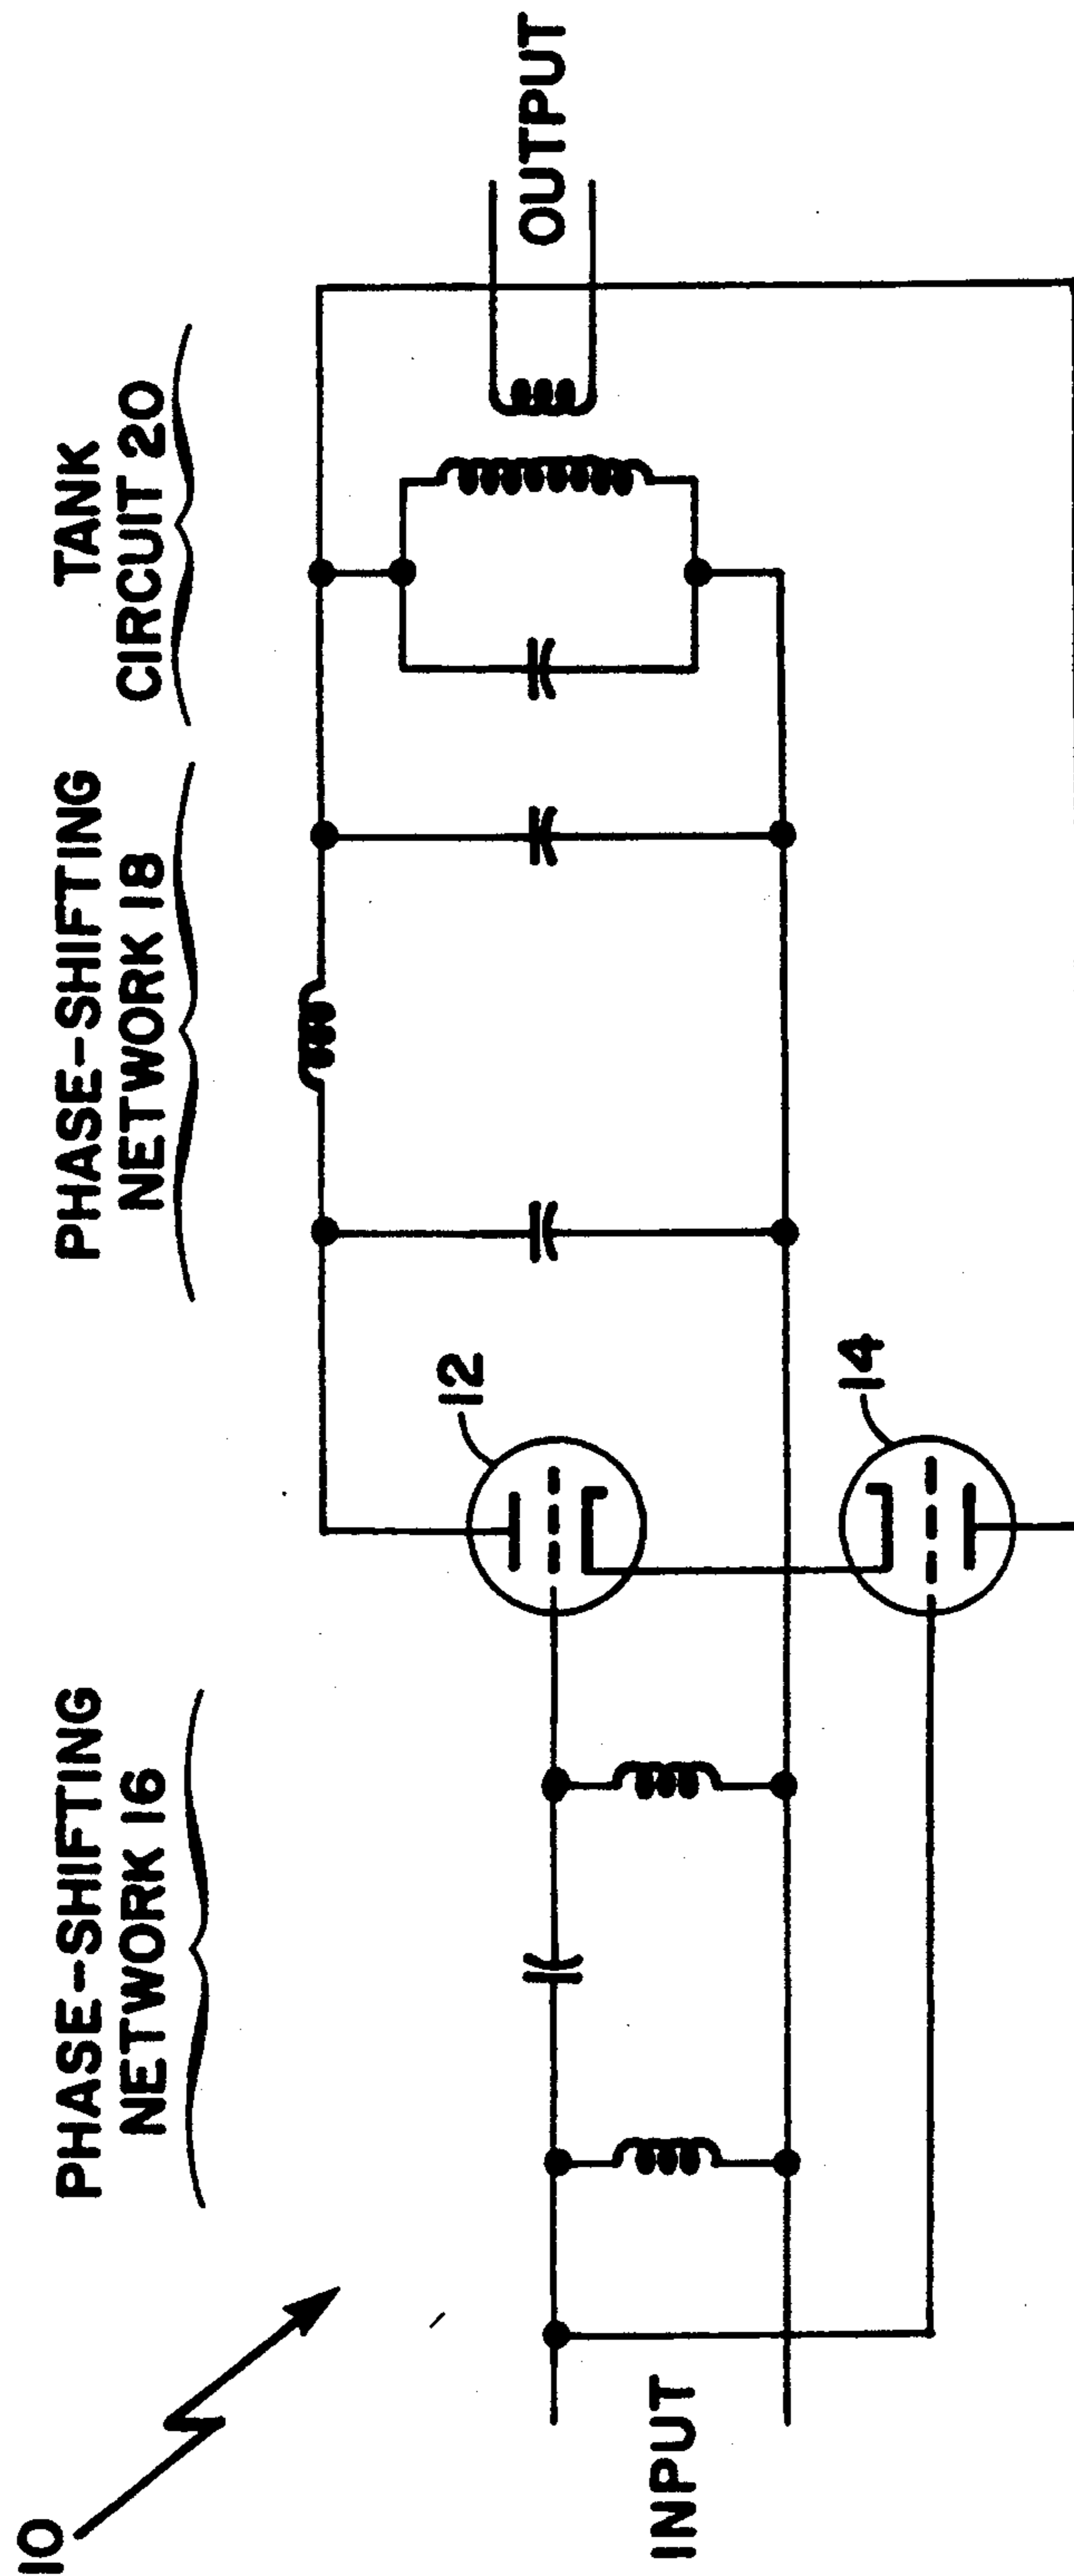 10
PHASE-SHIFTING
NETWORK 16
PHASE-SHIFTING
NETWORK 18
TANK
CIRCUIT 20
12
14
INPUT
OUTPUT